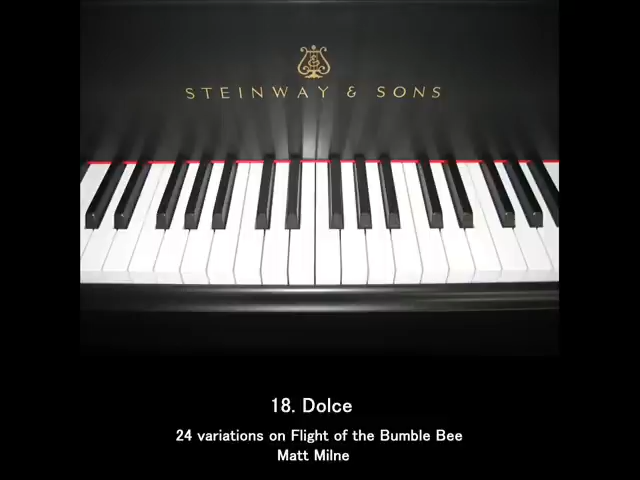 STEINWAY & SONS
18. Dolce
24 variations on Flight of the Bumble Bee
Matt Milne